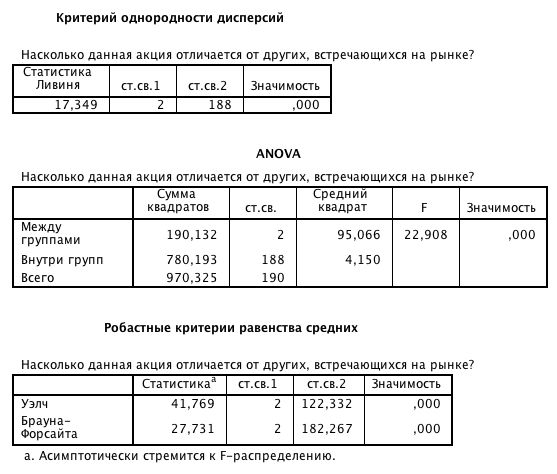 Критерий однородности дисперсий
Насколько данная акция отличается от других, встречающихся на рынке?
Статистика Ливиня ст.св.1 ст.св.2 Значимость
17,349 2 188 ,000
ANOVA
Насколько данная акция отличается от других, встречающихся на рынке?
Сумма квадратов ст.св. Средний квадрат F Значимость
Между группами 190,132 2 95,066 22,908 ,000
Внутри групп 780,193 188 4,150
Всего 970,325 190
Робастные критерии равенства средних
Насколько данная акция отличается от других, встречающихся на рынке?
Статистикаа ст.св.1 ст.св.2 Значимость
Уэлч 41,769 2 122,332 ,000
Брауна-Форсайта 27,731 2 182,267 ,000
а. Асимптотически стремится к F-распределению.